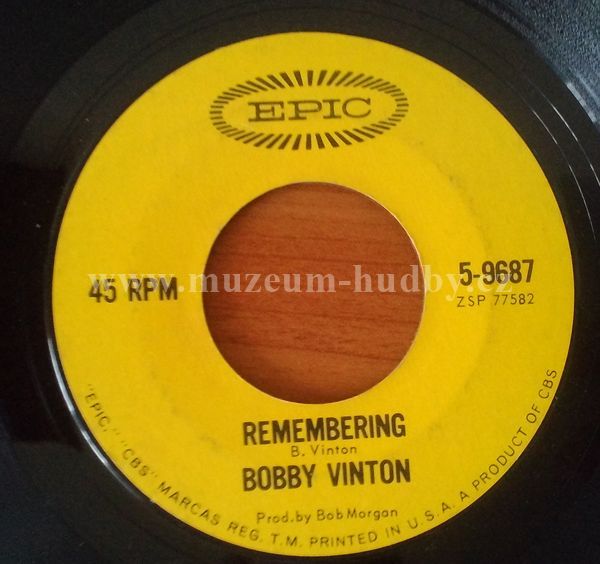 EPIC
www.muzeum-hudby.cz
45 RPM
5-9687
ZSP 77582
REMEMBERING
B. Vinton
BOBBY VINTON
Prod. by Bob Morgan
"EPIC," "CBS" MARCAS REG. T.M. PRINTED IN U.S.A. A PRODUCT OF CBS